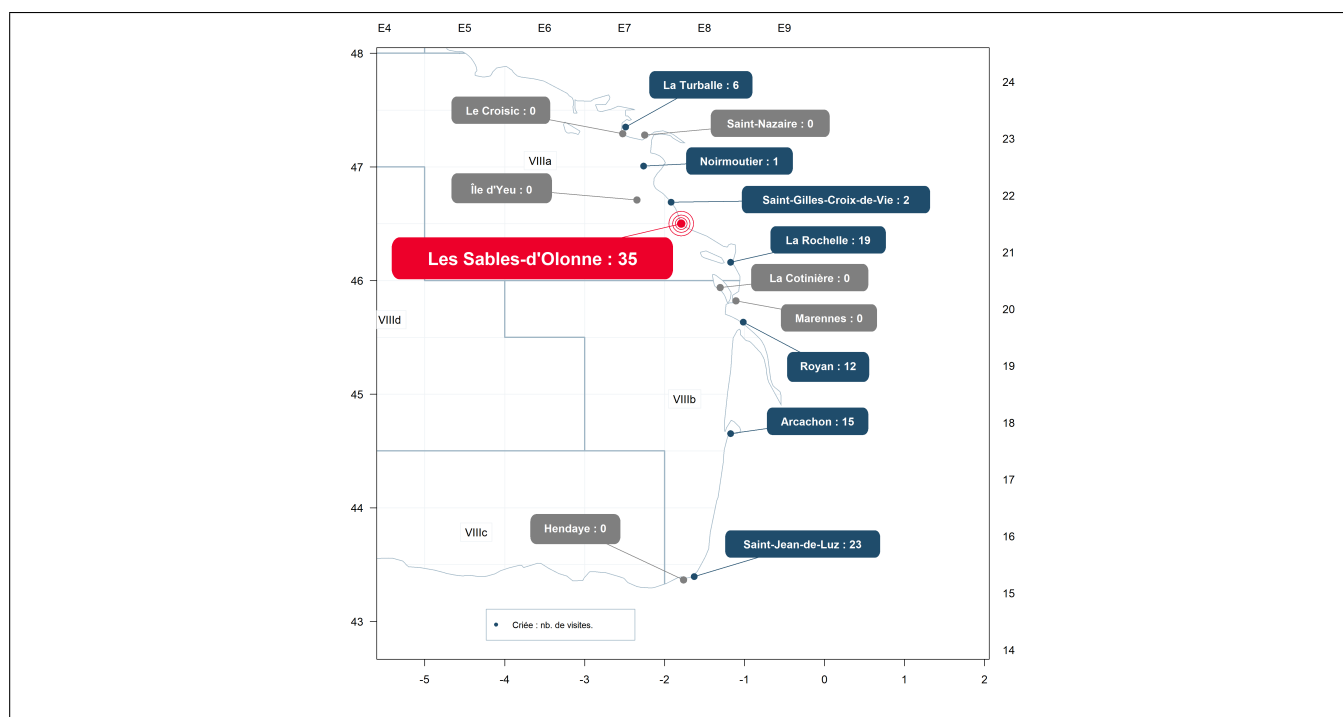 E4 E5 E6 E7 E8 E9
48
24
La Turballe : 6
Le Croisic : 0
Saint-Nazaire : 0
23
VIIIa
Noirmoutier : 1
47
Île d'Yeu : 0
Saint-Gilles-Croix-de-Vie : 2
22
La Rochelle : 19
21
Les Sables-d'Olonne : 35
La Cotinière : 0
46
20
VIIId
Marennes : 0
Royan : 12
19
45
VIIIb
Arcachon : 15
18
17
44
Hendaye : 0
VIIIc
16
Saint-Jean-de-Luz : 23
15
43
Criée : nb. de visites.
14
-5 -4 -3 -2 -1 0 1 2